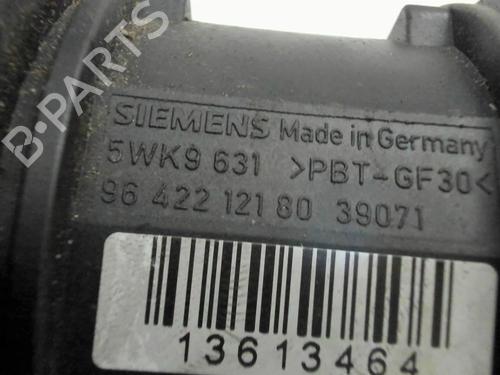 B-PARTS
SIEMENS Made in Germany
5WK9 631 >PBT-GF30<
96 422 121 80 39071
13613464